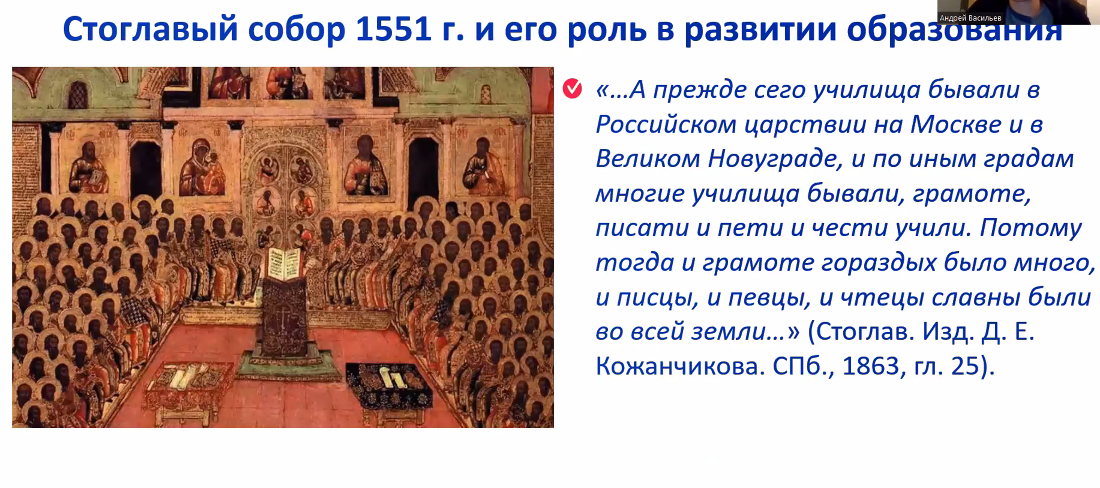 Андрей Васильев
Стоглавый собор 1551 г. и его роль в развитии образования
«…А прежде сего училища бывали в
Российском царствии на Москве и в
Великом Новуграде, и по иным градам
многие училища бывали, грамоте,
писати и пети и чести учили. Потому
тогда и грамоте гораздых было много,
и писцы, и певцы, и чтецы славны были
во всей земли…» (Стоглав. Изд. Д. Е.
Кожанчикова. СПб., 1863, гл. 25).